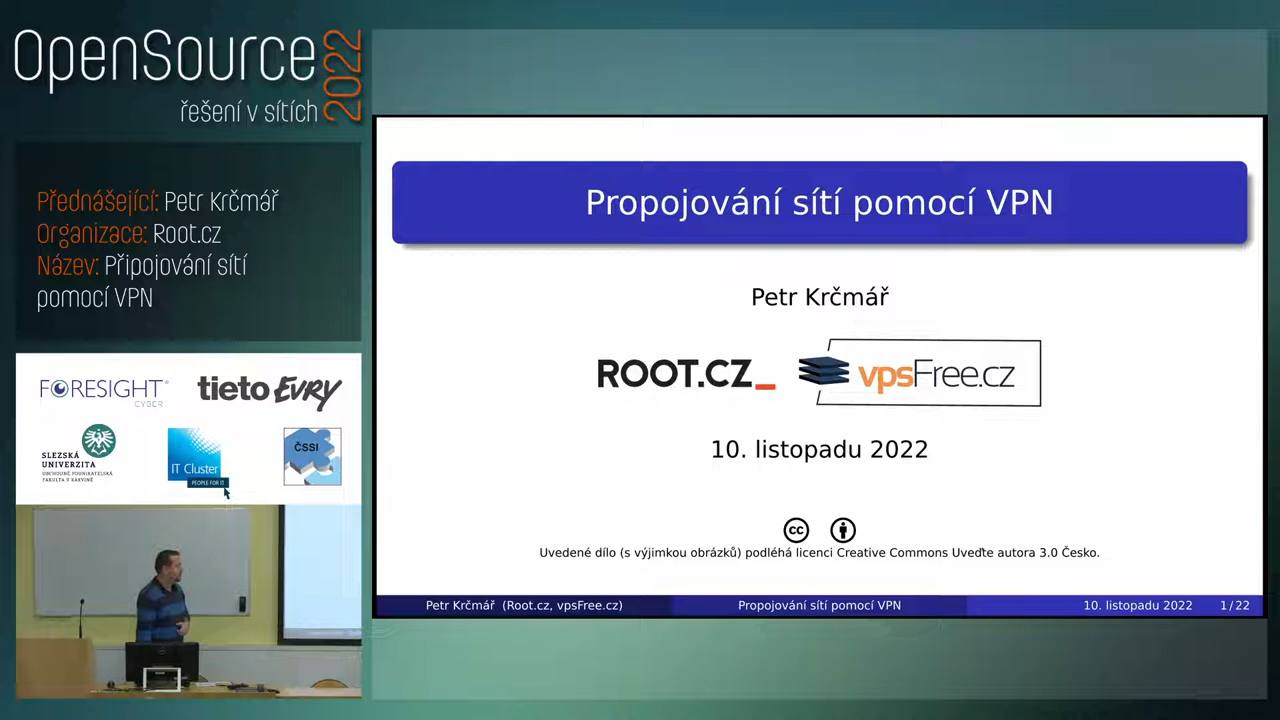 OpenSource
2022
řešení v sítích
Přednášející: Petr Krčmář
Organizace: Root.cz
Název: Připojování sítí
pomocí VPN
FORESIGHT
CYBER
tieto Evry
SLEZSKÁ
UNIVERZITA
OBCHODNĚ PODNIKATELSKÁ
FAKULTA V KARVINÉ
IT Cluster
PEOPLE FOR IT
ČSSI
Propojování sítí pomocí VPN
Petr Krčmář
ROOT.CZ_
vpsFree.cz
10. listopadu 2022
cc
Uvedené dílo (s výjimkou obrázků) podléhá licenci Creative Commons Uveďte autora 3.0 Česko.
Petr Krčmář (Root.cz, vpsFree.cz)
Propojování sítí pomocí VPN
10. listopadu 2022
1 / 22